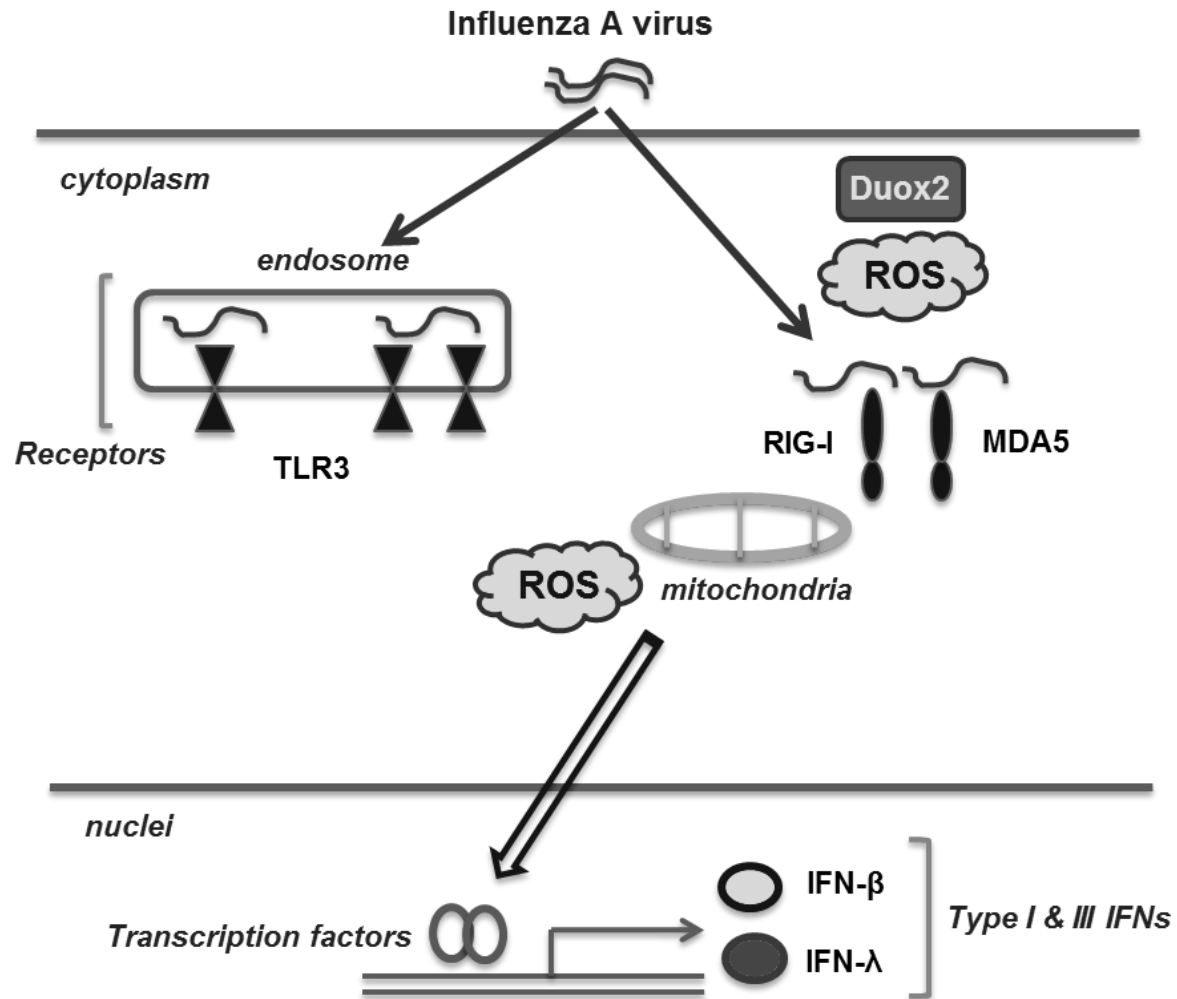 Influenza A virus
cytoplasm
Duox2
endosome
ROS
Receptors
TLR3
RIG-I
MDA5
ROS
mitochondria
nuclei
IFN-β
Transcription factors
Type I & III IFNs
IFN-λ